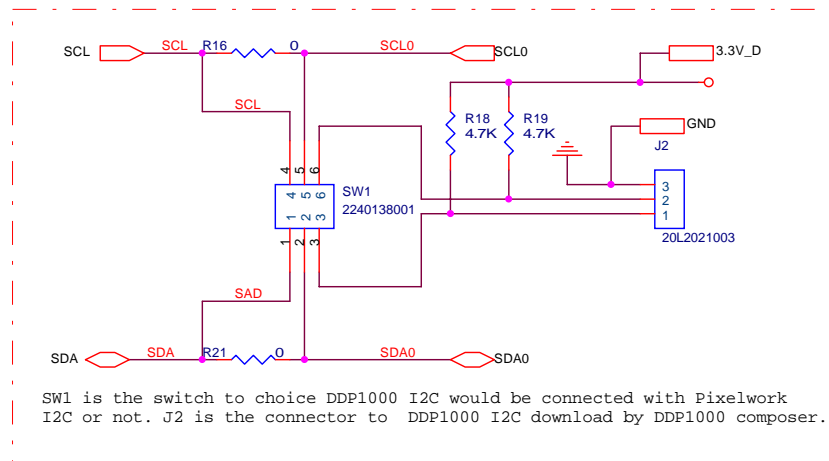 SCL
SCL
R16
0
SCL0
SCL0
3.3V_D
SCL
R18
4.7K
R19
4.7K
GND
J2
4
5
6
4
5
6
SW1
2240138001
1
2
3
1
2
3
3
2
1
20L2021003
SAD
SDA
SDA
R21
0
SDA0
SDA0
SW1 is the switch to choice DDP1000 I2C would be connected with Pixelwork
I2C or not. J2 is the connector to DDP1000 I2C download by DDP1000 composer.